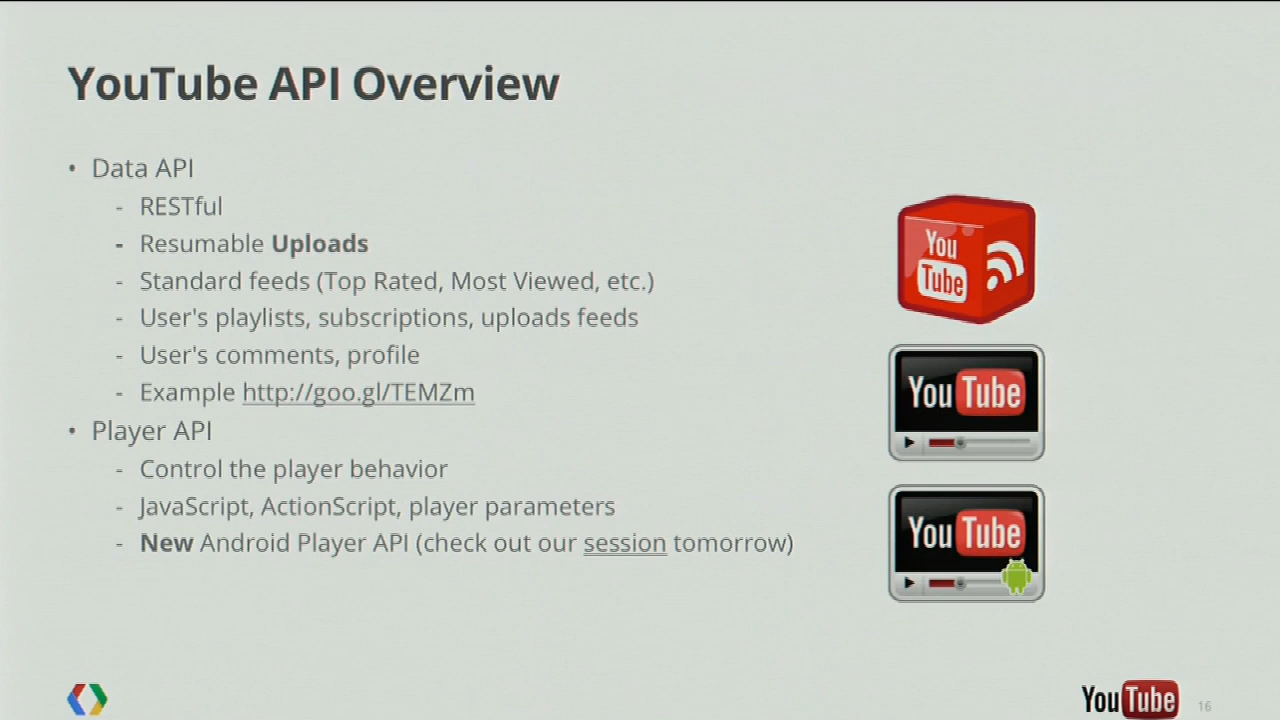 YouTube API Overview
• Data API
- RESTful
- Resumable Uploads
- Standard feeds (Top Rated, Most Viewed, etc.)
- User's playlists, subscriptions, uploads feeds
- User's comments, profile
- Example http://goo.gl/TEMZm
• Player API
- Control the player behavior
- JavaScript, ActionScript, player parameters
- New Android Player API (check out our session tomorrow)
You
Tube
YouTube
YouTube
YouTube
16